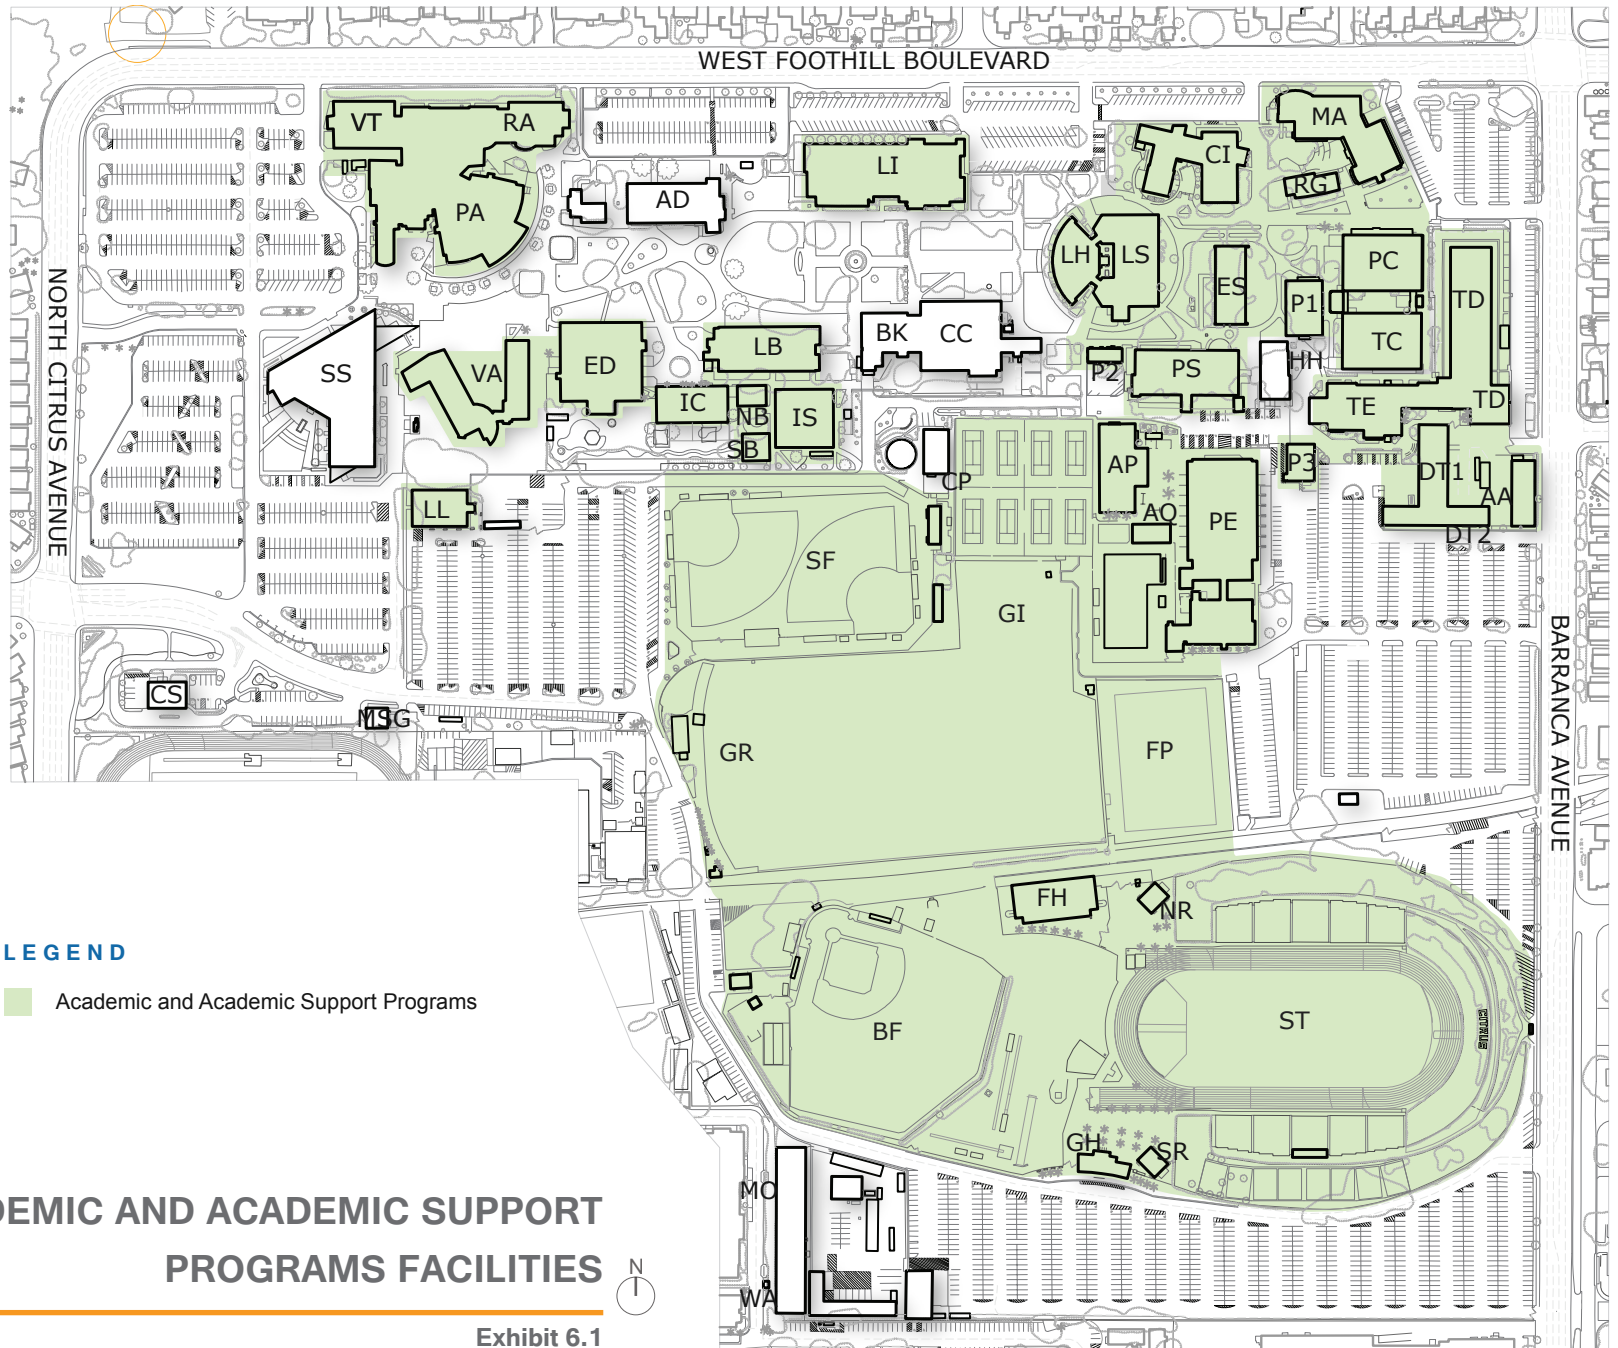 WEST FOOTHILL BOULEVARD
VT
RA
MA
CI
LI
RG
AD
PA
LH
LS
PC
ES
TD
P1
NORTH CITRUS AVENUE
BK
CC
LB
TC
HH
SS
VA
ED
P2
PS
IC
NB
IS
TE
TD
SB
AP
P3
DT1
CP
AA
LL
AO
PE
DT2
SF
GI
BARRANCA AVENUE
CS
MSG
GR
FP
FH
NR
LEGEND
Academic and Academic Support Programs
BF
ST
CITRUS
GH
SR
MO
DEMIC AND ACADEMIC SUPPORT
PROGRAMS FACILITIES
N
WA
Exhibit 6.1